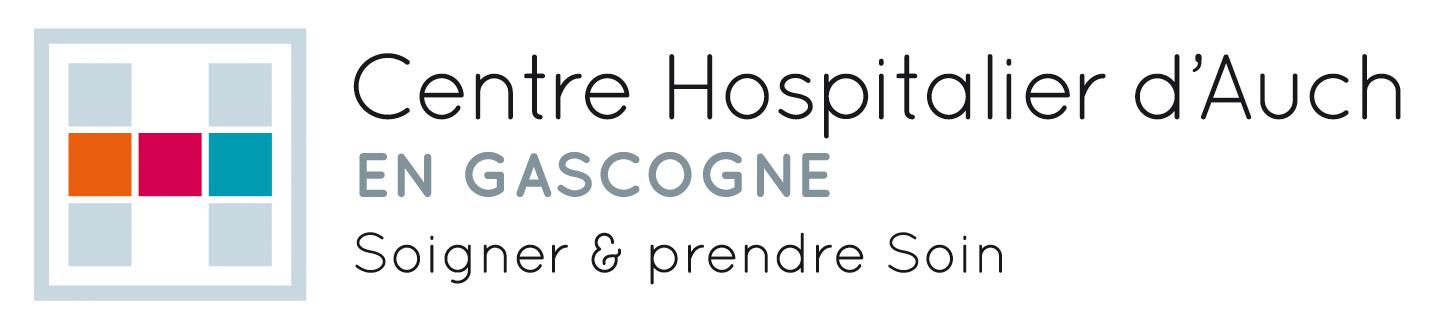 Centre Hospitalier d’Auch
EN GASCOGNE
Soigner & prendre Soin